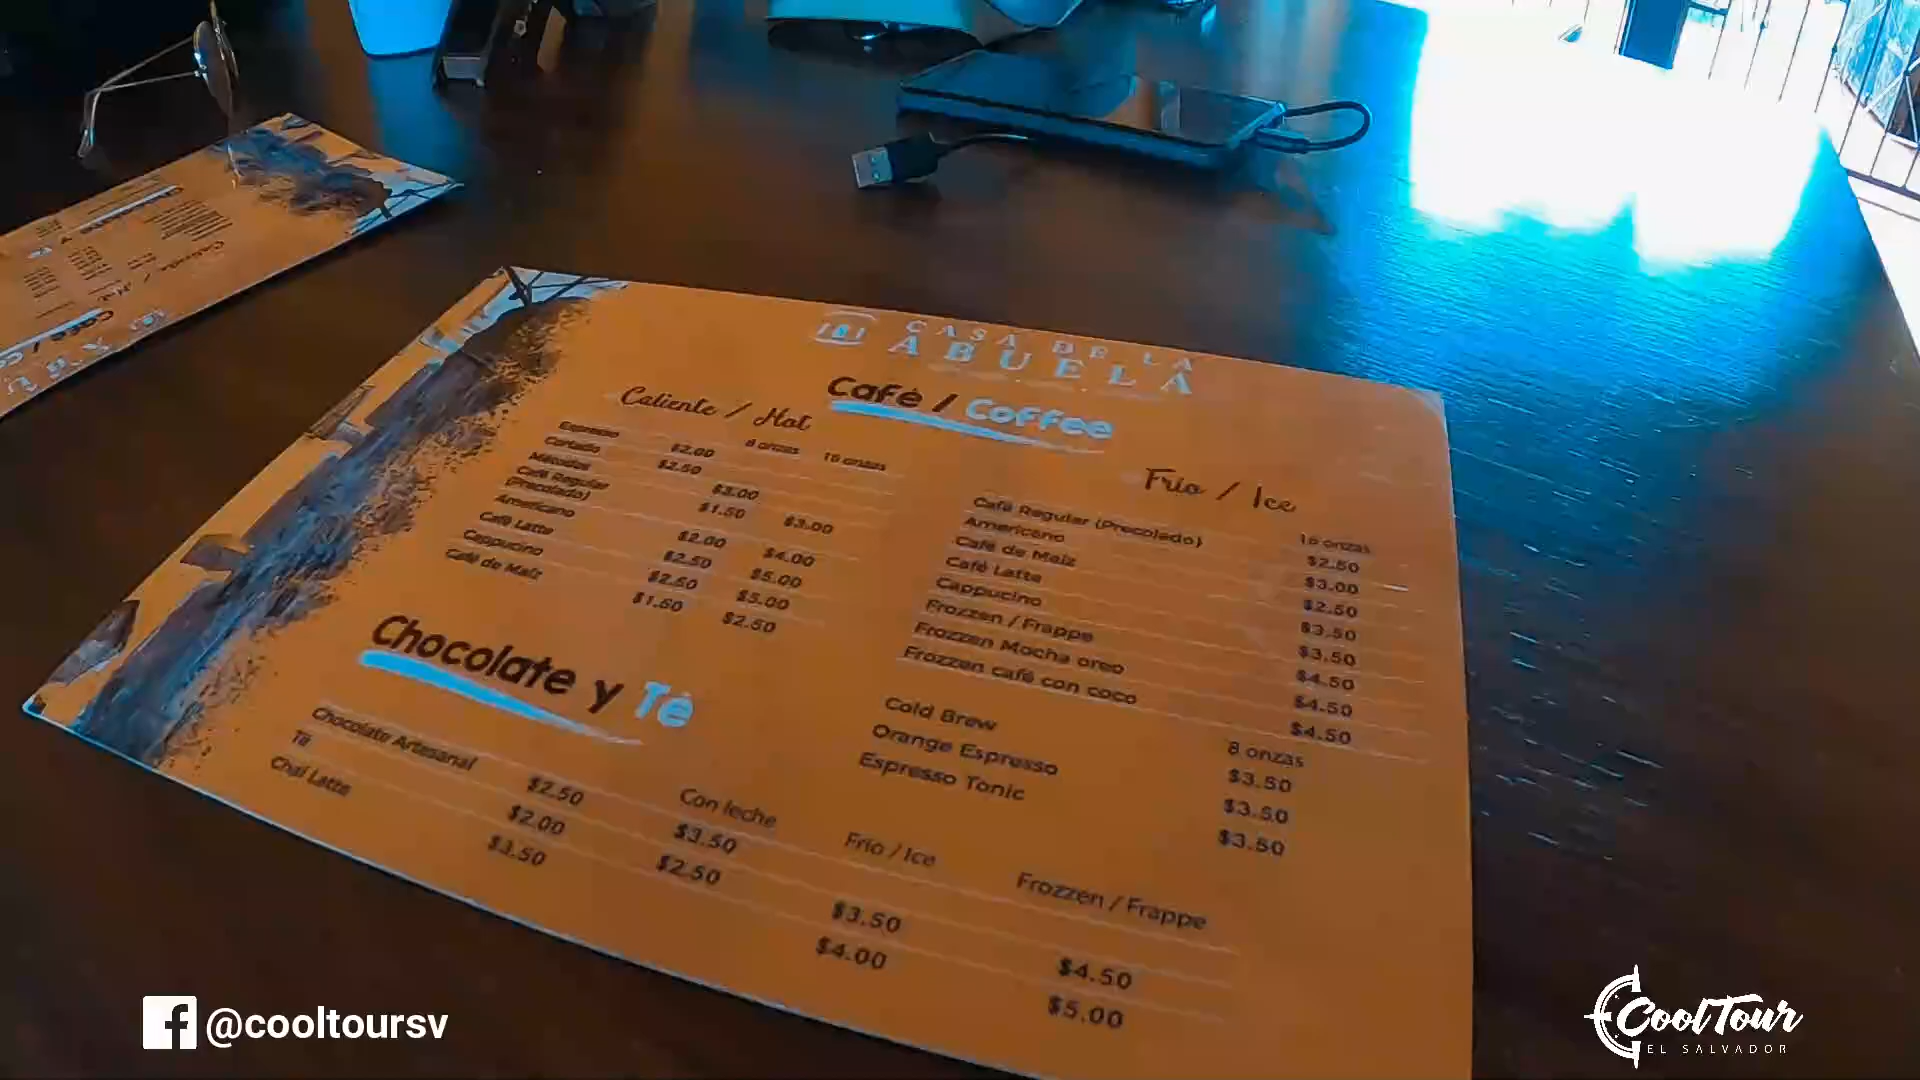 CASA DE LA
ABUELA
Café / Coffee
Caliente / Hot
8 onzas 16 onzas
Espresso $2.00
Cortado $2.50
Métodos $3.00
Café Regular
(Precolado) $1.50 $3.00
Americano $2.00 $4.00
Café Latte $2.50 $5.00
Cappucino $2.50 $5.00
Café de Maíz $1.50 $2.50
Frío / Ice
16 onzas
Café Regular (Precolado) $2.50
Americano $3.00
Café de Maíz $2.50
Café Latte $3.50
Cappucino $3.50
Frozzen / Frappe $4.50
Frozzen Mocha oreo $4.50
Frozzen café con coco $4.50
8 onzas
Cold Brew $3.50
Orange Espresso $3.50
Espresso Tonic $3.50
Chocolate y Té
Con leche Frío / Ice Frozzen / Frappe
Chocolate Artesanal $2.50 $3.50 $3.50 $4.50
Té $2.00 $2.50
Chai Latte $3.50 $4.00 $5.00
@cooltoursv
CoolTour
EL SALVADOR